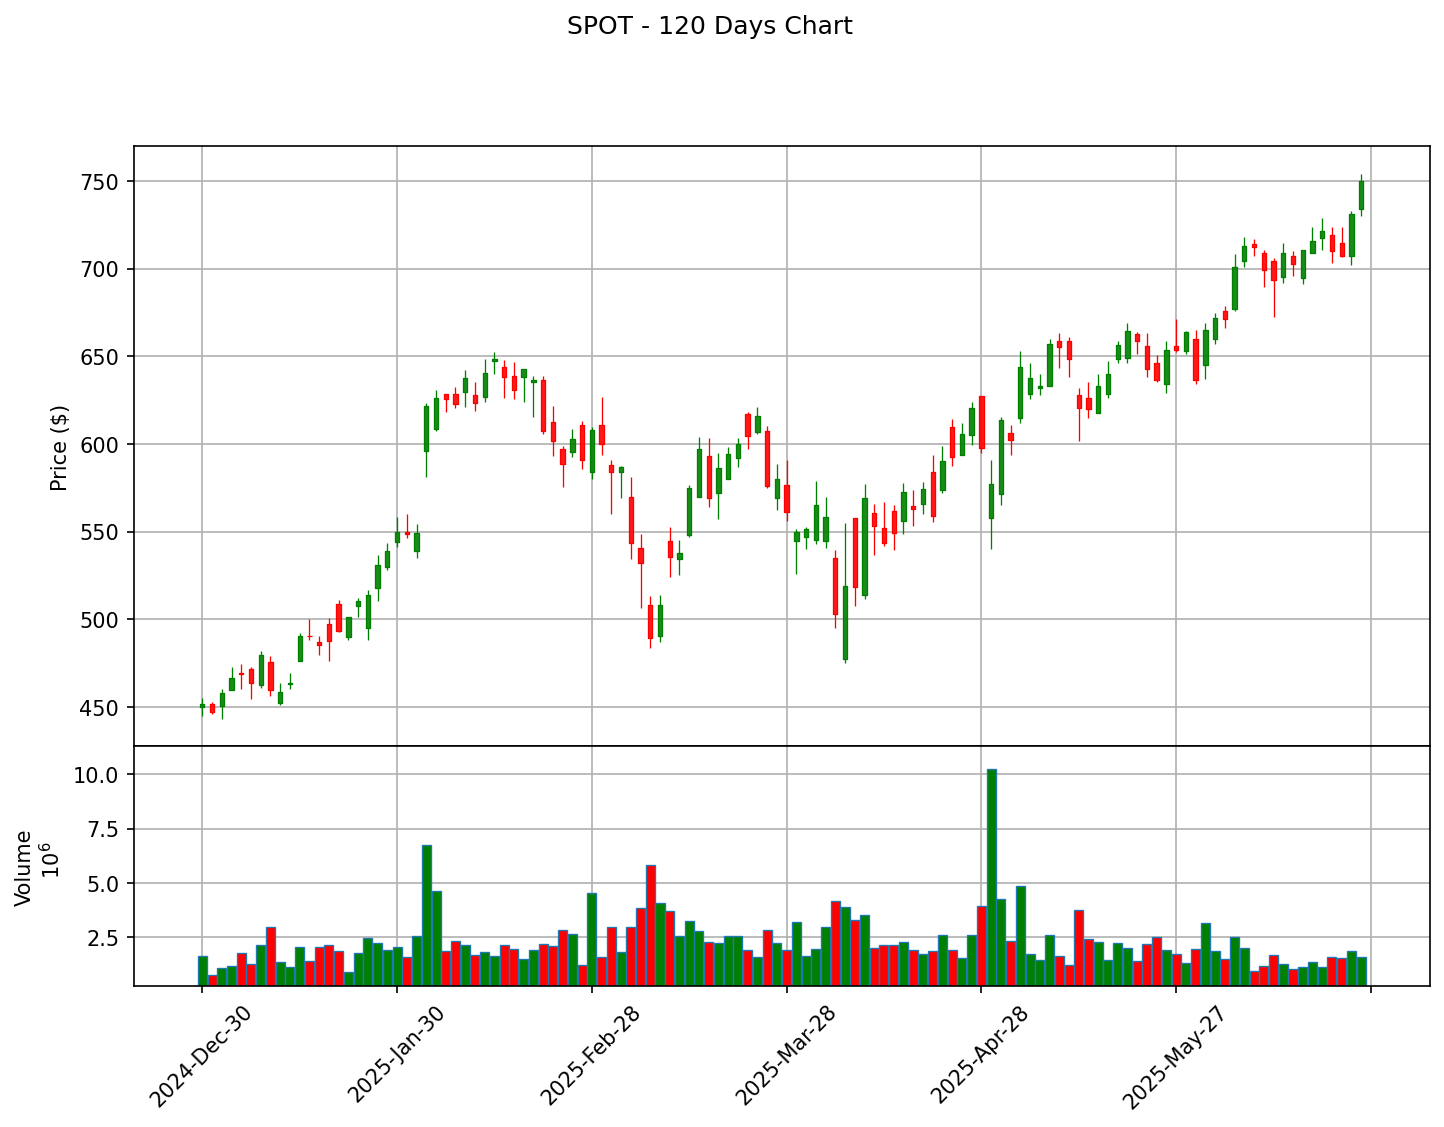 SPOT - 120 Days Chart
Price ($)
750
700
650
600
550
500
450
Volume
10⁶
10.0
7.5
5.0
2.5
2024-Dec-30
2025-Jan-30
2025-Feb-28
2025-Mar-28
2025-Apr-28
2025-May-27